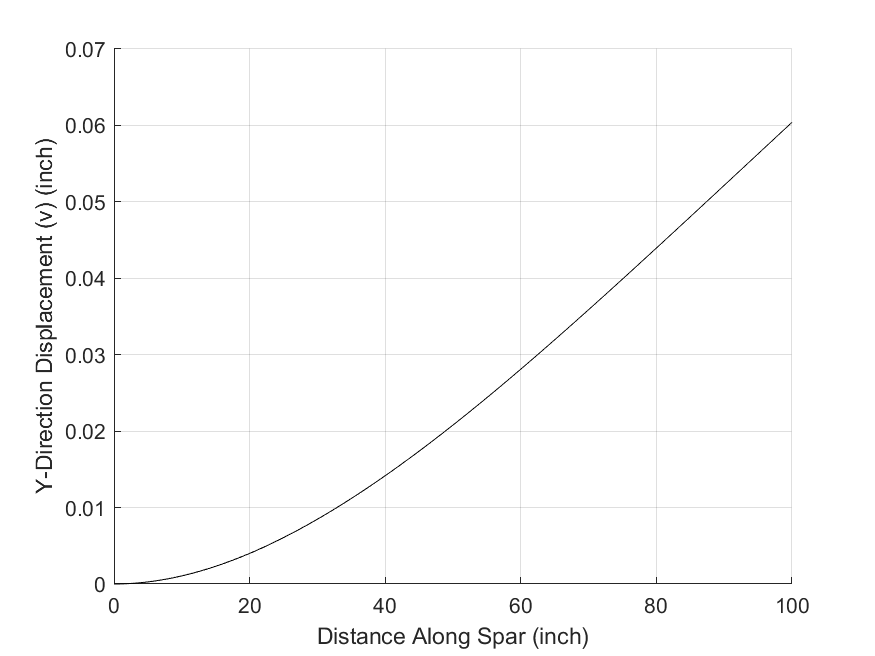 0.07
0.06
0.05
0.04
0.03
0.02
0.01
0
0 20 40 60 80 100
Y-Direction Displacement (v) (inch)
Distance Along Spar (inch)